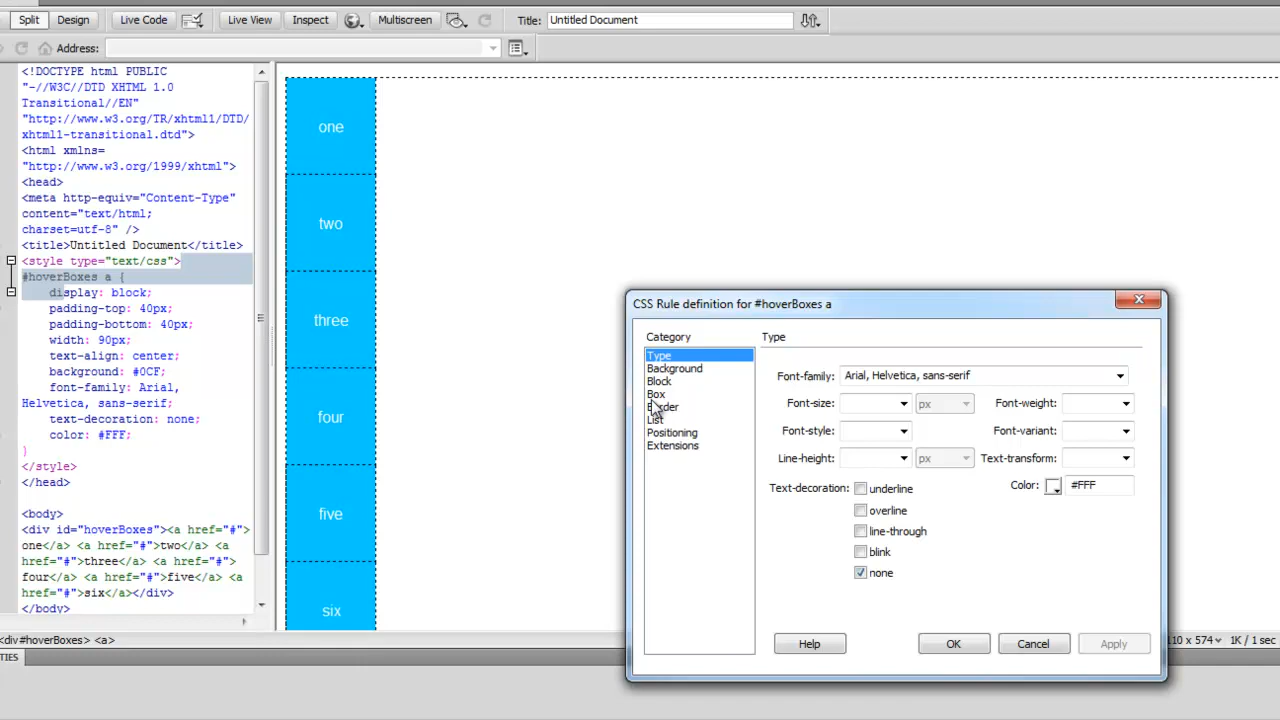 Split Design Live Code Live View Inspect Multiscreen Title: Untitled Document
Address:
<!DOCTYPE html PUBLIC
"-//W3C//DTD XHTML 1.0
Transitional//EN"
"http://www.w3.org/TR/xhtml1/DTD/
xhtml1-transitional.dtd">
<html xmlns=
"http://www.w3.org/1999/xhtml">
<head>
<meta http-equiv="Content-Type"
content="text/html;
charset=utf-8" />
<title>Untitled Document</title>
<style type="text/css">
#hoverBoxes a {
display: block;
padding-top: 40px;
padding-bottom: 40px;
width: 90px;
text-align: center;
background: #0CF;
font-family: Arial,
Helvetica, sans-serif;
text-decoration: none;
color: #FFF;
}
</style>
</head>
<body>
<div id="hoverBoxes"><a href="#">
one</a> <a href="#">two</a> <a
href="#">three</a> <a href="#">
four</a> <a href="#">five</a> <a
href="#">six</a></div>
</body>
one
two
three
four
five
six
CSS Rule definition for #hoverBoxes a
Category
Type
Background
Block
Box
Border
List
Positioning
Extensions
Type
Font-family: Arial, Helvetica, sans-serif
Font-size: px Font-weight:
Font-style: Font-variant:
Line-height: px Text-transform:
Text-decoration: underline Color: #FFF
overline
line-through
blink
none
Help OK Cancel Apply
<div#hoverBoxes> <a> 110 x 574 1K / 1 sec
TIES